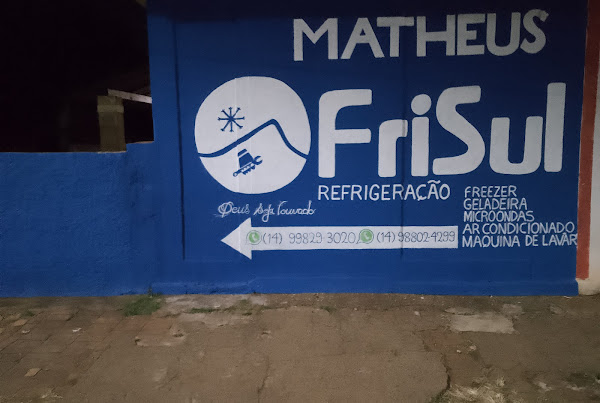 MATHEUS
FriSul
REFRIGERAÇÃO
Deus seja Louvado
FREEZER
GELADEIRA
MICROONDAS
AR CONDICIONADO
MAQUINA DE LAVAR
(14) 99829-3020 (14) 98802-4299